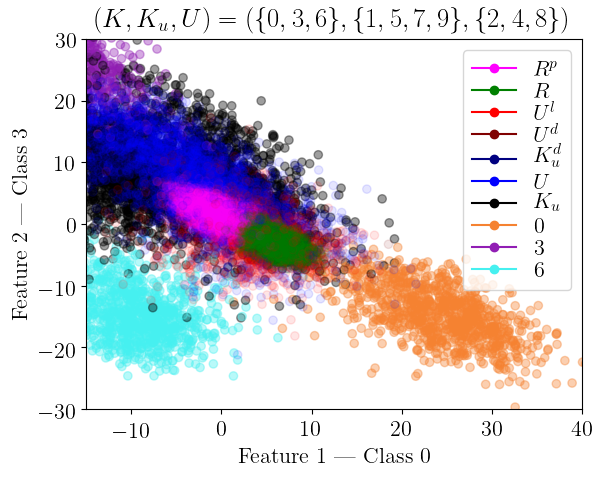 (K, K_u, U) = ({0, 3, 6}, {1, 5, 7, 9}, {2, 4, 8})
30
20
10
0
−10
−20
−30
Feature 2 — Class 3
R^p
R
U^l
U^d
K_u^d
U
K_u
0
3
6
−10 0 10 20 30 40
Feature 1 — Class 0